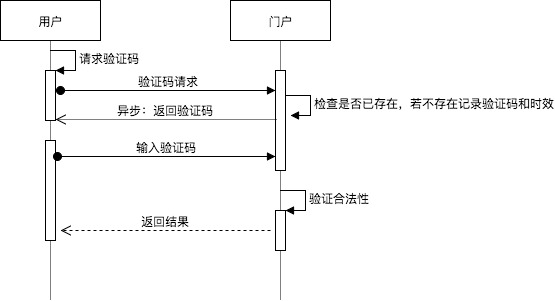 用户
门户
请求验证码
验证码请求
检查是否已存在，若不存在记录验证码和时效
异步：返回验证码
输入验证码
验证合法性
返回结果